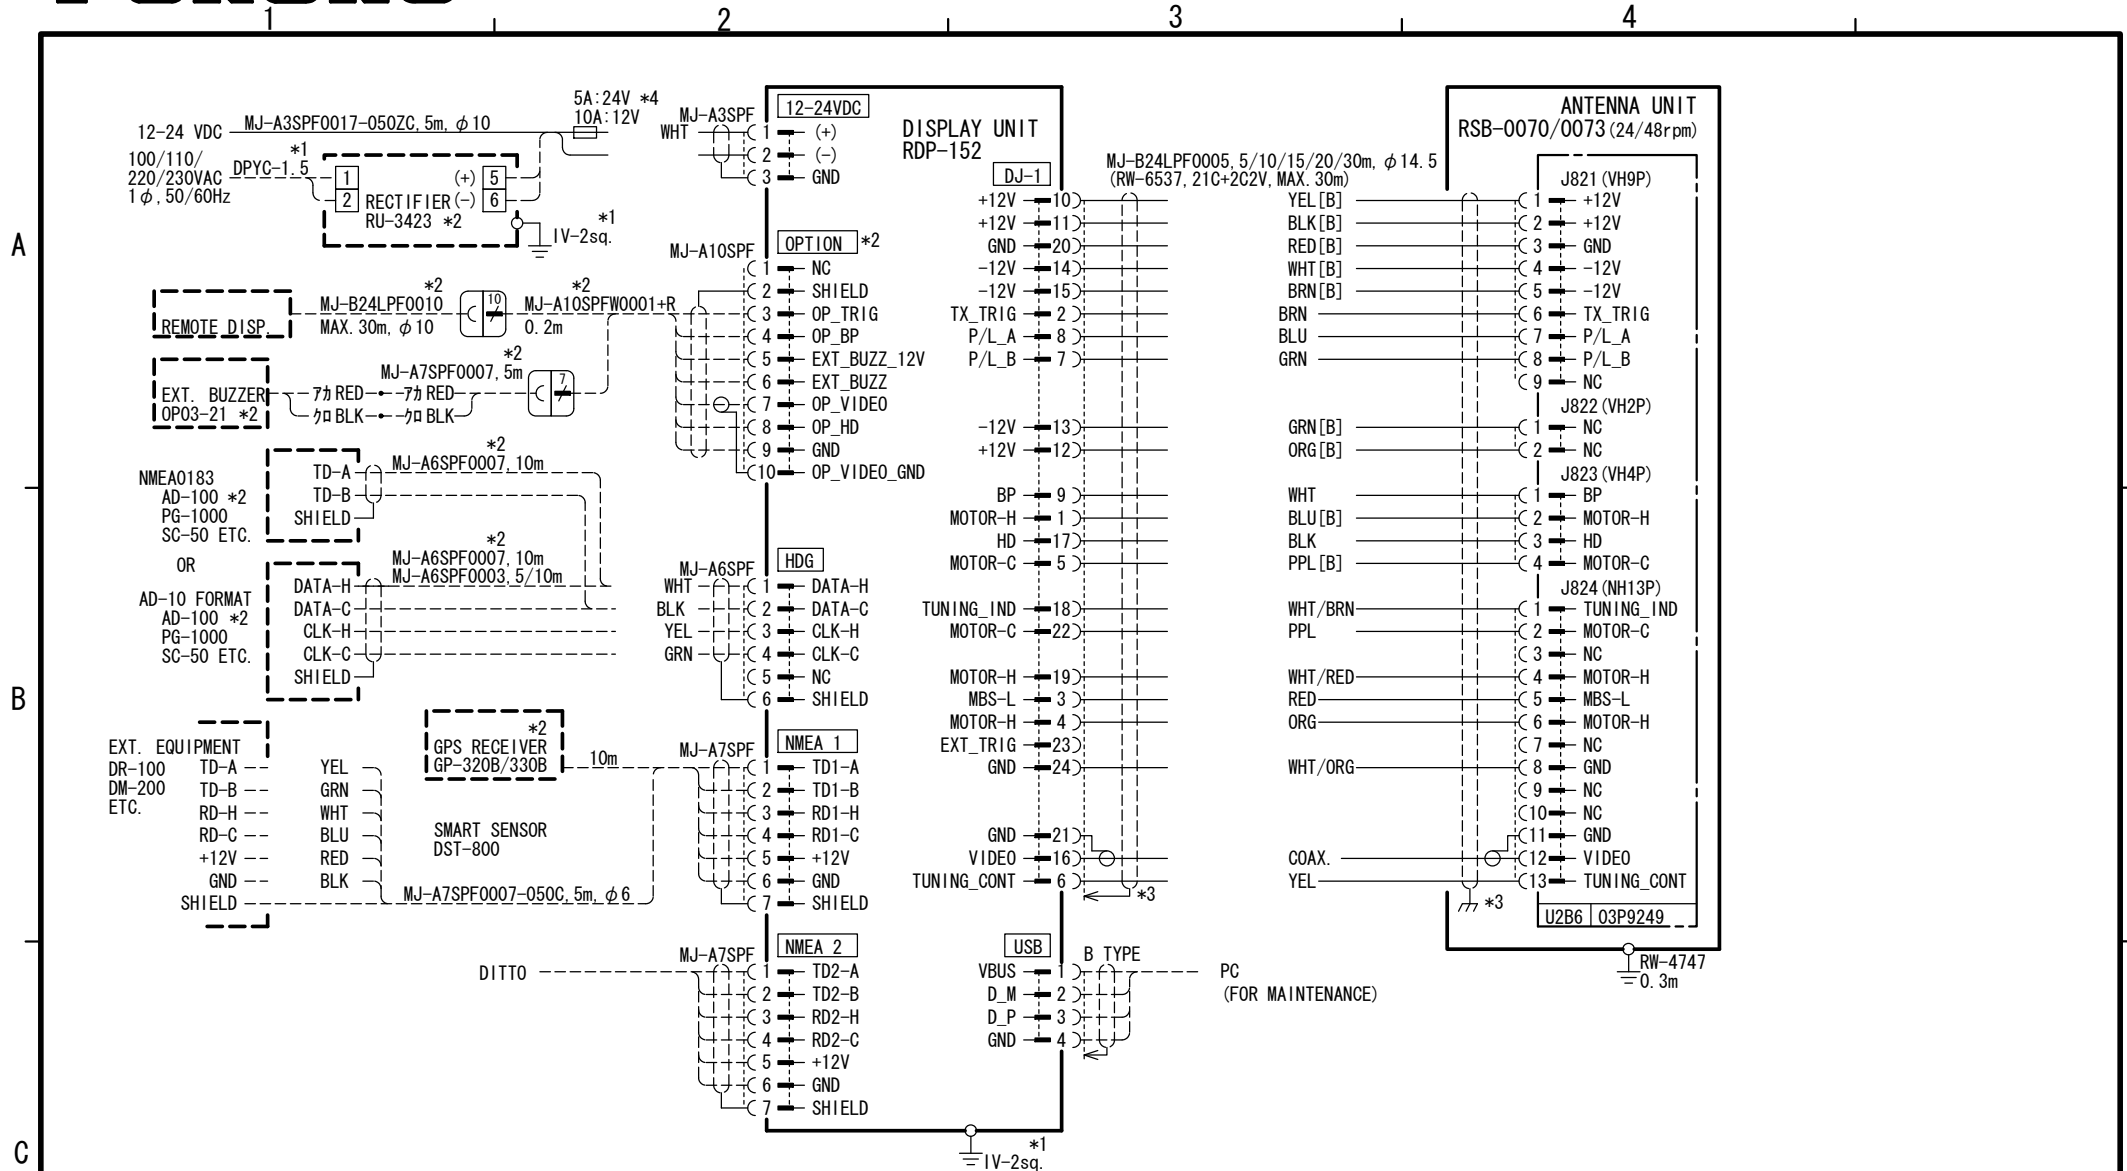 1
2
3
4
A
B
C
12-24 VDC
MJ-A3SPF0017-050ZC, 5m, φ10
5A:24V *4
10A:12V
100/110/
220/230VAC
1φ, 50/60Hz
*1
DPYC-1.5
1
2
RECTIFIER
RU-3423 *2
(+) 5
(-) 6
*1
IV-2sq.
REMOTE DISP.
*2
MJ-B24LPF0010
MAX. 30m, φ10
10
*2
MJ-A10SPFW0001+R
0.2m
EXT. BUZZER
OP03-21 *2
アカ RED
アカ RED
クロ BLK
クロ BLK
*2
MJ-A7SPF0007, 5m
7
NMEA0183
AD-100 *2
PG-1000
SC-50 ETC.
TD-A
TD-B
SHIELD
*2
MJ-A6SPF0007, 10m
OR
AD-10 FORMAT
AD-100 *2
PG-1000
SC-50 ETC.
DATA-H
DATA-C
CLK-H
CLK-C
SHIELD
*2
MJ-A6SPF0007, 10m
MJ-A6SPF0003, 5/10m
EXT. EQUIPMENT
DR-100
DM-200
ETC.
TD-A
TD-B
RD-H
RD-C
+12V
GND
SHIELD
YEL
GRN
WHT
BLU
RED
BLK
*2
GPS RECEIVER
GP-320B/330B
10m
SMART SENSOR
DST-800
MJ-A7SPF0007-050C, 5m, φ6
DITTO
DISPLAY UNIT
RDP-152
12-24VDC
MJ-A3SPF
WHT
1 (+)
2 (-)
3 GND
OPTION *2
MJ-A10SPF
1 NC
2 SHIELD
3 OP_TRIG
4 OP_BP
5 EXT_BUZZ_12V
6 EXT_BUZZ
7 OP_VIDEO
8 OP_HD
9 GND
10 OP_VIDEO_GND
HDG
MJ-A6SPF
WHT 1 DATA-H
BLK 2 DATA-C
YEL 3 CLK-H
GRN 4 CLK-C
5 NC
6 SHIELD
NMEA 1
MJ-A7SPF
1 TD1-A
2 TD1-B
3 RD1-H
4 RD1-C
5 +12V
6 GND
7 SHIELD
NMEA 2
MJ-A7SPF
1 TD2-A
2 TD2-B
3 RD2-H
4 RD2-C
5 +12V
6 GND
7 SHIELD
*1
IV-2sq.
DJ-1
MJ-B24LPF0005, 5/10/15/20/30m, φ14.5
(RW-6537, 21C+2C2V, MAX. 30m)
+12V 10
+12V 11
GND 20
-12V 14
-12V 15
TX_TRIG 2
P/L_A 8
P/L_B 7
-12V 13
+12V 12
BP 9
MOTOR-H 1
HD 17
MOTOR-C 5
TUNING_IND 18
MOTOR-C 22
MOTOR-H 19
MBS-L 3
MOTOR-H 4
EXT_TRIG 23
GND 24
GND 21
VIDEO 16
TUNING_CONT 6
*3
USB
B TYPE
VBUS 1
D_M 2
D_P 3
GND 4
PC
(FOR MAINTENANCE)
YEL[B]
BLK[B]
RED[B]
WHT[B]
BRN[B]
BRN
BLU
GRN
GRN[B]
ORG[B]
WHT
BLU[B]
BLK
PPL[B]
WHT/BRN
PPL
WHT/RED
RED
ORG
WHT/ORG
COAX.
YEL
ANTENNA UNIT
RSB-0070/0073 (24/48rpm)
J821 (VH9P)
1 +12V
2 +12V
3 GND
4 -12V
5 -12V
6 TX_TRIG
7 P/L_A
8 P/L_B
9 NC
J822 (VH2P)
1 NC
2 NC
J823 (VH4P)
1 BP
2 MOTOR-H
3 HD
4 MOTOR-C
J824 (NH13P)
1 TUNING_IND
2 MOTOR-C
3 NC
4 MOTOR-H
5 MBS-L
6 MOTOR-H
7 NC
8 GND
9 NC
10 NC
11 GND
12 VIDEO
13 TUNING_CONT
*3
U2B6 03P9249
RW-4747
0.3m